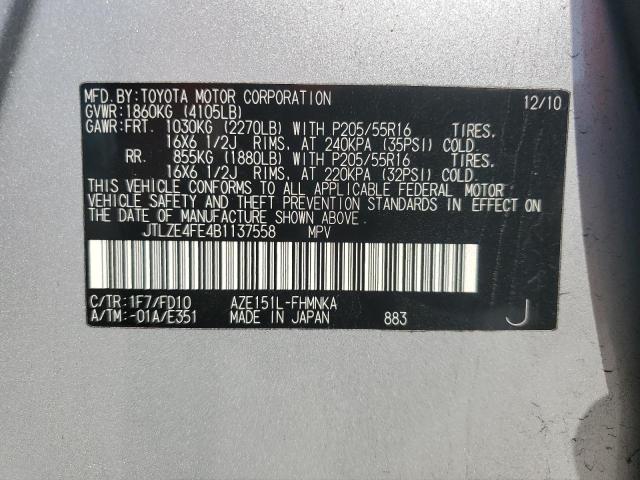 MFD.BY:TOYOTA MOTOR CORPORATION 12/10
GVWR:1860KG (4105LB)
GAWR:FRT. 1030KG (2270LB) WITH P205/55R16 TIRES,
16X6 1/2J RIMS, AT 240KPA (35PSI) COLD.
RR. 855KG (1880LB) WITH P205/55R16 TIRES,
16X6 1/2J RIMS, AT 220KPA (32PSI) COLD.
THIS VEHICLE CONFORMS TO ALL APPLICABLE FEDERAL MOTOR
VEHICLE SAFETY AND THEFT PREVENTION STANDARDS IN EFFECT ON
THE DATE OF MANUFACTURE SHOWN ABOVE.
JTLZE4FE4B1137558 MPV
C/TR:1F7/FD10 AZE151L-FHMNKA
A/TM:-01A/E351 MADE IN JAPAN 883 J